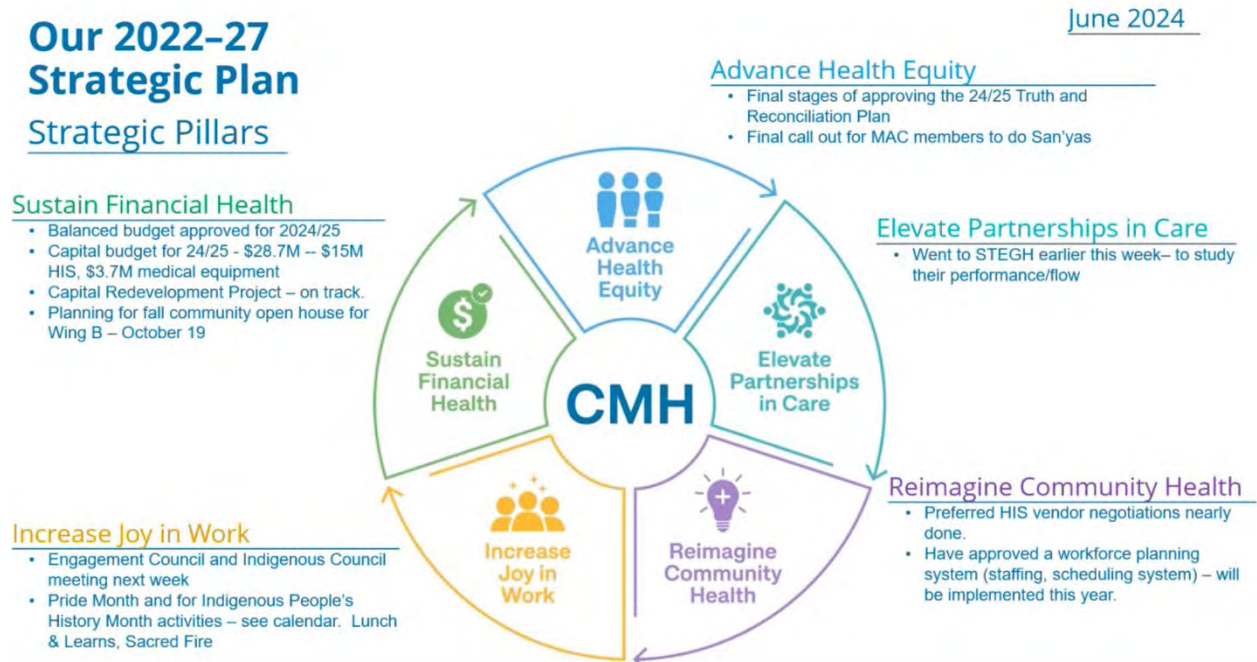 Our 2022–27
Strategic Plan
Strategic Pillars
June 2024
Advance Health Equity
• Final stages of approving the 24/25 Truth and
Reconciliation Plan
• Final call out for MAC members to do San'yas
Sustain Financial Health
• Balanced budget approved for 2024/25
• Capital budget for 24/25 - $28.7M -- $15M
HIS, $3.7M medical equipment
• Capital Redevelopment Project – on track.
• Planning for fall community open house for
Wing B – October 19
Elevate Partnerships in Care
• Went to STEGH earlier this week– to study
their performance/flow
Advance
Health
Equity
$
Sustain
Financial
Health
Elevate
Partnerships
in Care
CMH
Increase
Joy in
Work
Reimagine
Community
Health
Increase Joy in Work
• Engagement Council and Indigenous Council
meeting next week
• Pride Month and for Indigenous People's
History Month activities – see calendar.  Lunch
& Learns, Sacred Fire
Reimagine Community Health
• Preferred HIS vendor negotiations nearly
done.
• Have approved a workforce planning
system (staffing, scheduling system) – will
be implemented this year.